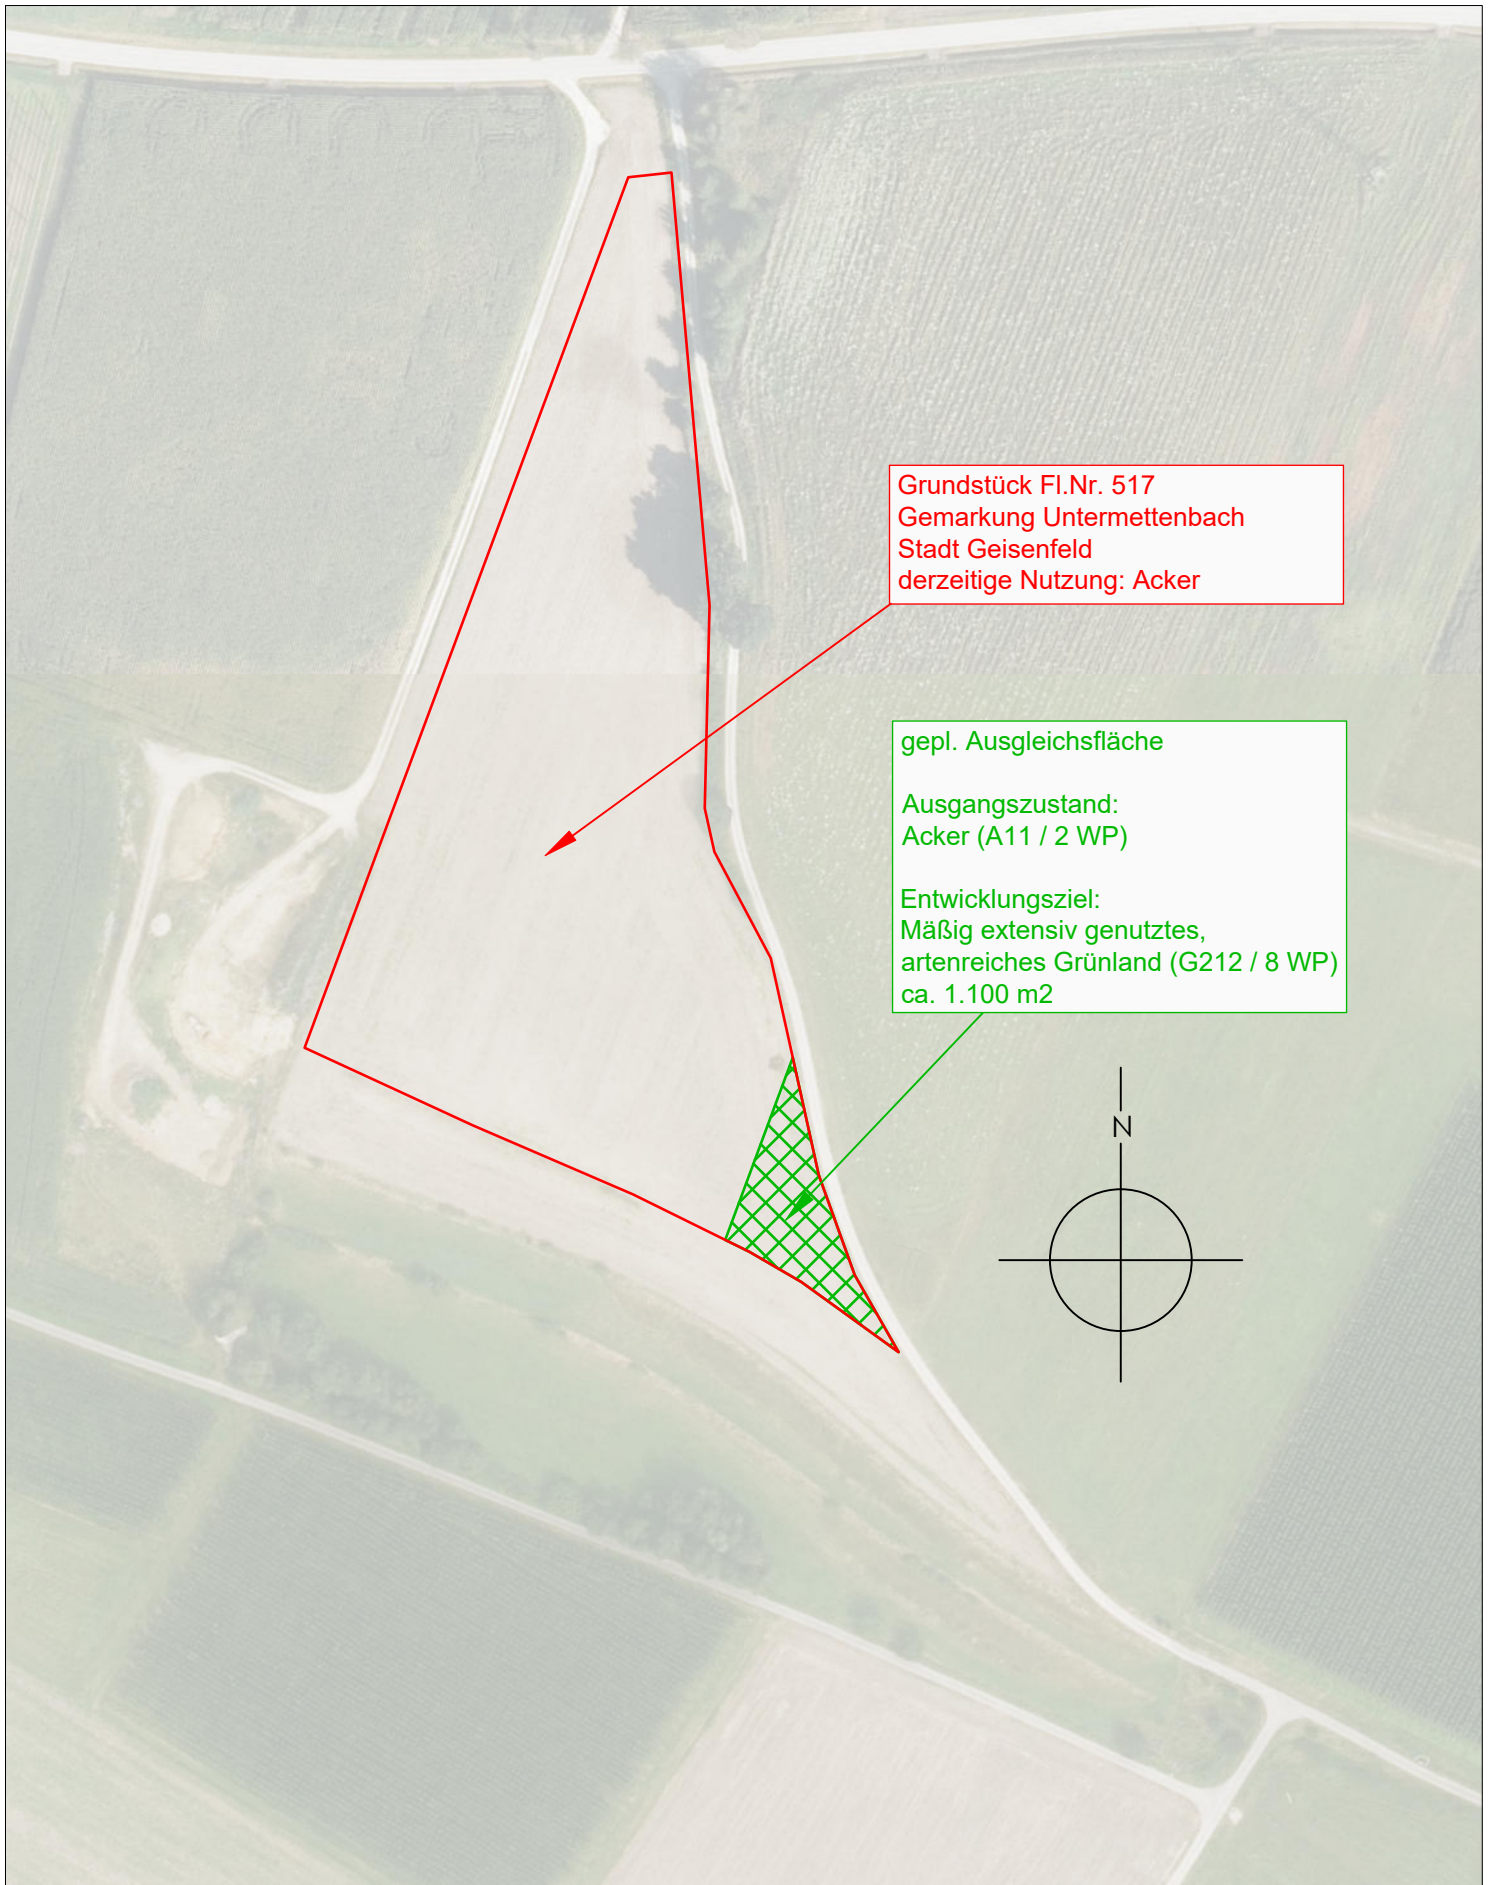 Grundstück Fl.Nr. 517
Gemarkung Untermettenbach
Stadt Geisenfeld
derzeitige Nutzung: Acker
gepl. Ausgleichsfläche
Ausgangszustand:
Acker (A11 / 2 WP)
Entwicklungsziel:
Mäßig extensiv genutztes,
artenreiches Grünland (G212 / 8 WP)
ca. 1.100 m2
N